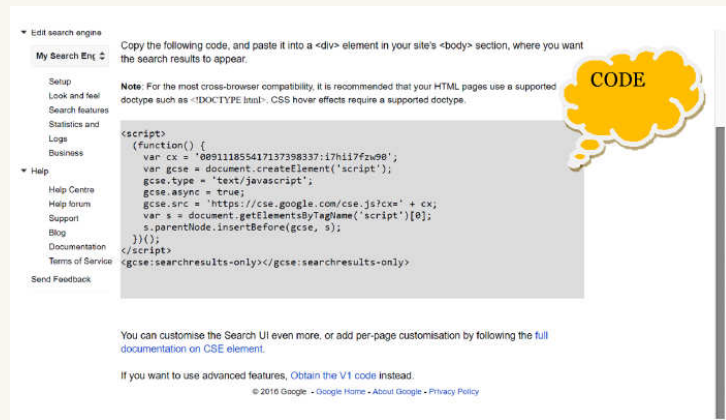 Edit search engine
My Search Eng
Setup
Look and feel
Search features
Statistics and
Logs
Business
Help
Help Centre
Help forum
Support
Blog
Documentation
Terms of Service
Send Feedback
Copy the following code, and paste it into a <div> element in your site's <body> section, where you want
the search results to appear.
Note: For the most cross-browser compatibility, it is recommended that your HTML pages use a supported
doctype such as <!DOCTYPE html>. CSS hover effects require a supported doctype.
<script>
(function() {
var cx = '009111855417137398337:i7hii7fzw90';
var gcse = document.createElement('script');
gcse.type = 'text/javascript';
gcse.async = true;
gcse.src = 'https://cse.google.com/cse.js?cx=' + cx;
var s = document.getElementsByTagName('script')[0];
s.parentNode.insertBefore(gcse, s);
})();
</script>
<gcse:searchresults-only></gcse:searchresults-only>
You can customise the Search UI even more, or add per-page customisation by following the full
documentation on CSE element.
If you want to use advanced features, Obtain the V1 code instead.
© 2016 Google - Google Home - About Google - Privacy Policy
CODE